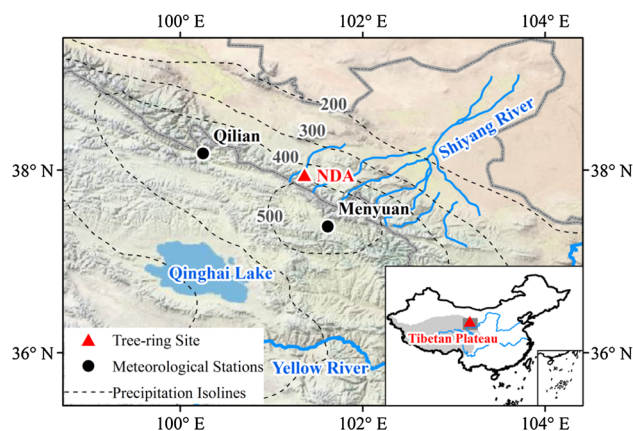 100° E
102° E
104° E
200
300
Qilian
400
Shiyang River
38° N
NDA
38° N
Menyuan
500
Qinghai Lake
Tree-ring Site
Meteorological Stations
Precipitation Isolines
Tibetan Plateau
36° N
Yellow River
36° N
100° E
102° E
104° E